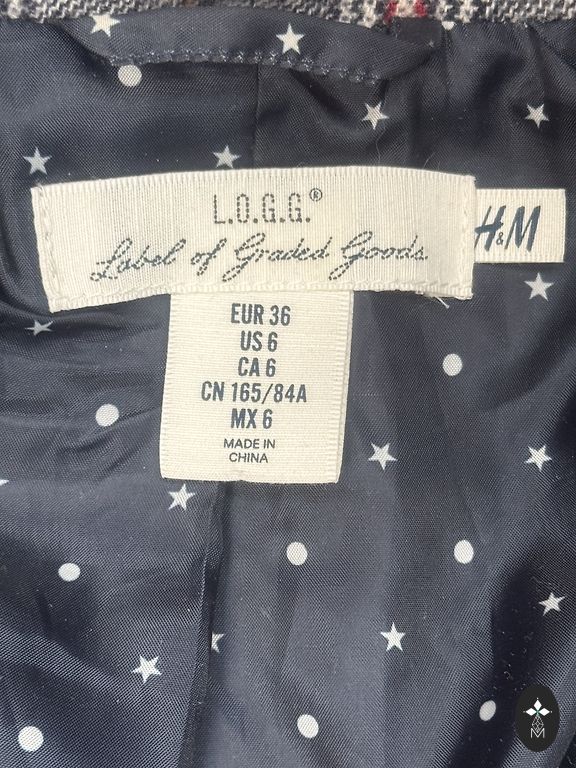 L.O.G.G.®
Label of Graded Goods
H&M
EUR 36
US 6
CA 6
CN 165/84A
MX 6
MADE IN
CHINA
M